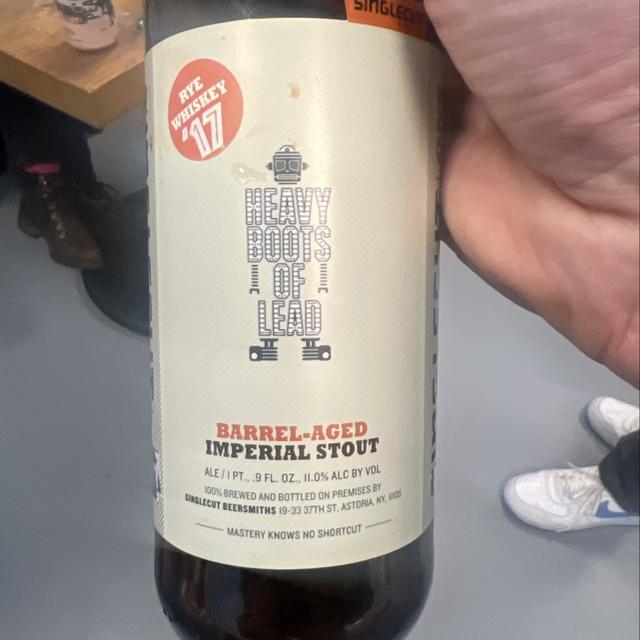 SINGLECUT
RYE
WHISKEY
'17
HEAVY
BOOTS
OF
LEAD
BARREL-AGED
IMPERIAL STOUT
ALE / 1 PT., .9 FL. OZ., 11.0% ALC BY VOL
100% BREWED AND BOTTLED ON PREMISES BY
SINGLECUT BEERSMITHS 19-33 37TH ST, ASTORIA, NY, 11105
MASTERY KNOWS NO SHORTCUT